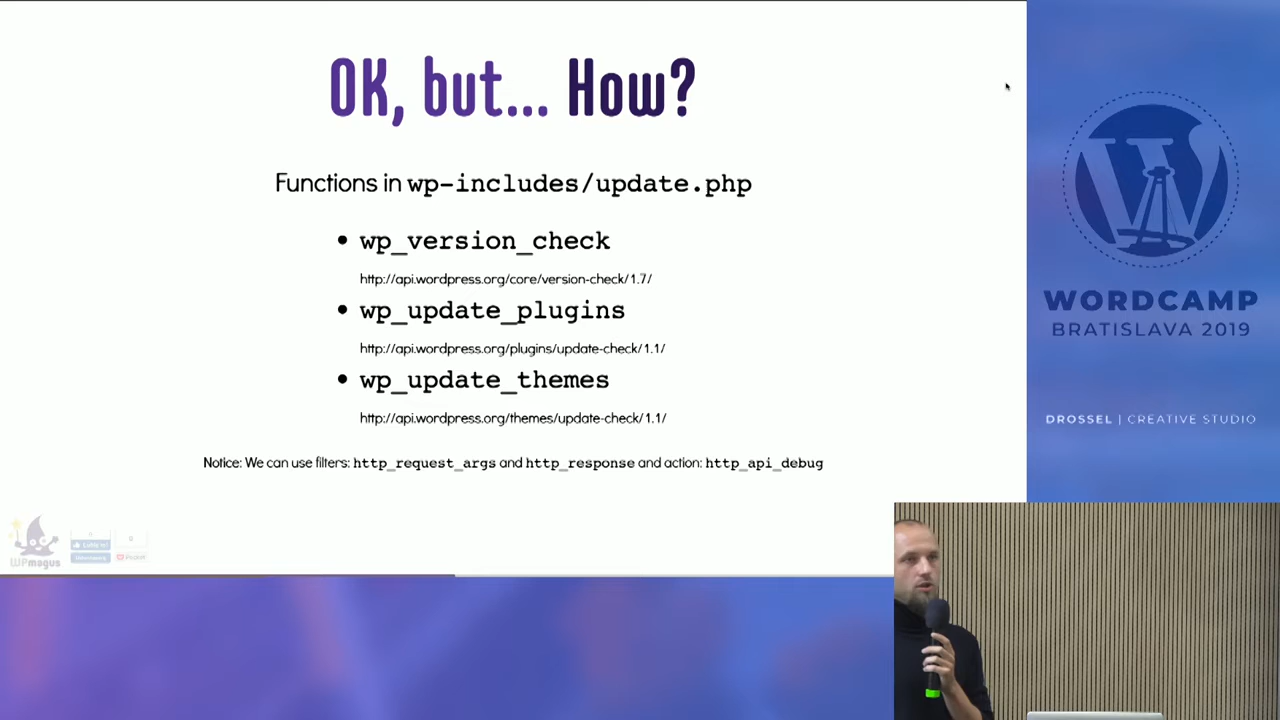 OK, but... How?
Functions in wp-includes/update.php
• wp_version_check
http://api.wordpress.org/core/version-check/1.7/
• wp_update_plugins
http://api.wordpress.org/plugins/update-check/1.1/
• wp_update_themes
http://api.wordpress.org/themes/update-check/1.1/
Notice: We can use filters: http_request_args and http_response and action: http_api_debug
WPmagus
WORDCAMP
BRATISLAVA 2019
DROSSEL | CREATIVE STUDIO